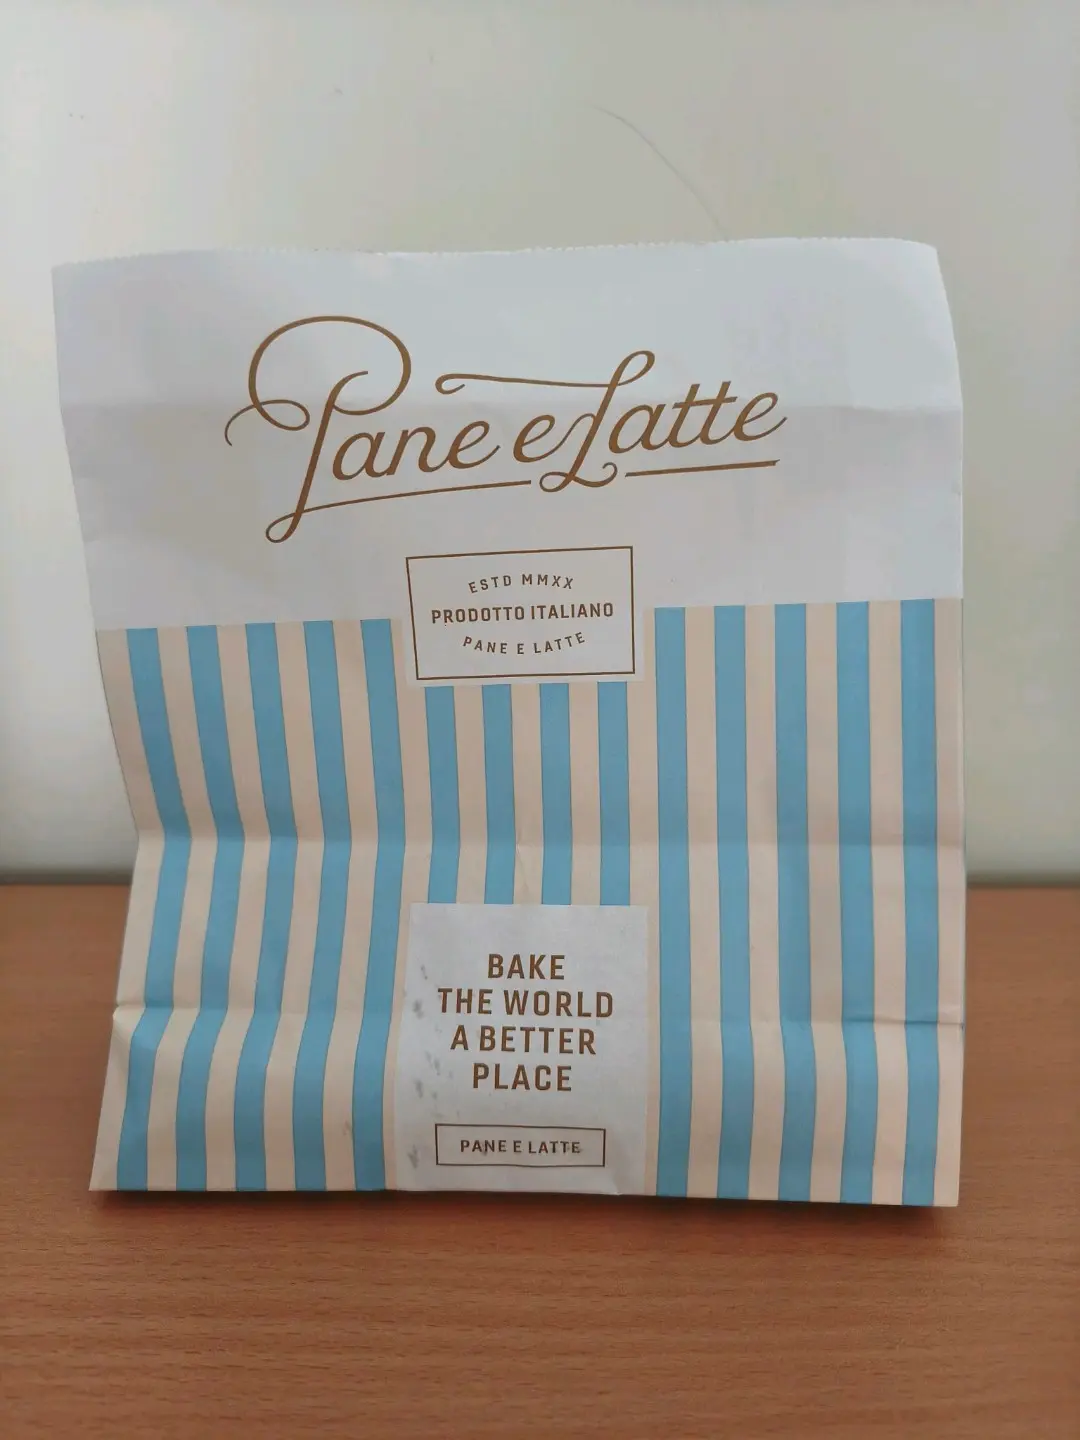 Pane e Latte
ESTD MMXX
PRODOTTO ITALIANO
PANE E LATTE
BAKE
THE WORLD
A BETTER
PLACE
PANE E LATTE